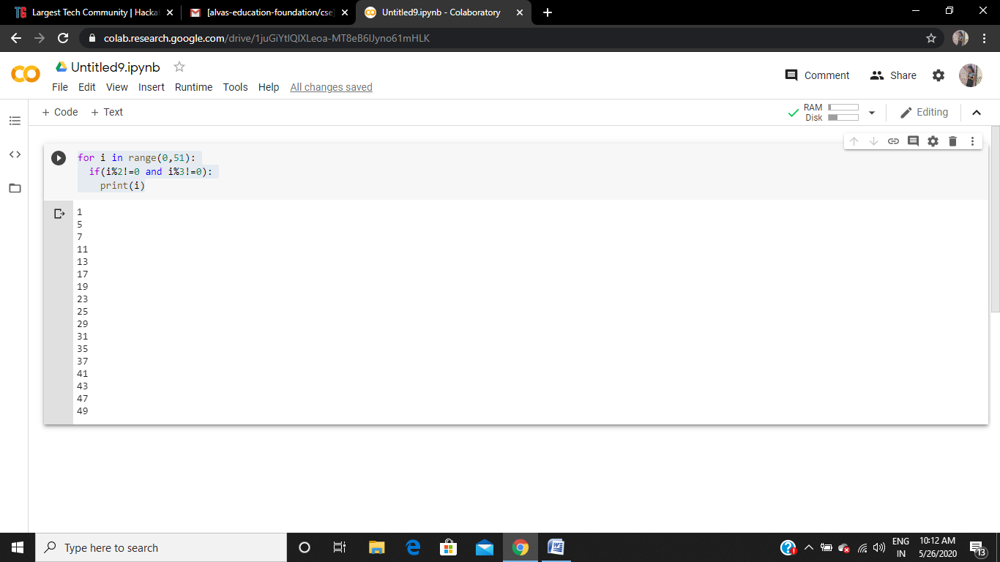 Largest Tech Community | Hacka
[alvas-education-foundation/cse]
Untitled9.ipynb - Colaboratory
colab.research.google.com/drive/1juGiYtlQlXLeoa-MT8eB6IJyno61mHLK
Untitled9.ipynb
Comment
Share
File Edit View Insert Runtime Tools Help All changes saved
+ Code + Text
RAM
Disk
Editing
for i in range(0,51):
  if(i%2!=0 and i%3!=0):
    print(i)
1
5
7
11
13
17
19
23
25
29
31
35
37
41
43
47
49
Type here to search
ENG
IN
10:12 AM
5/26/2020
13